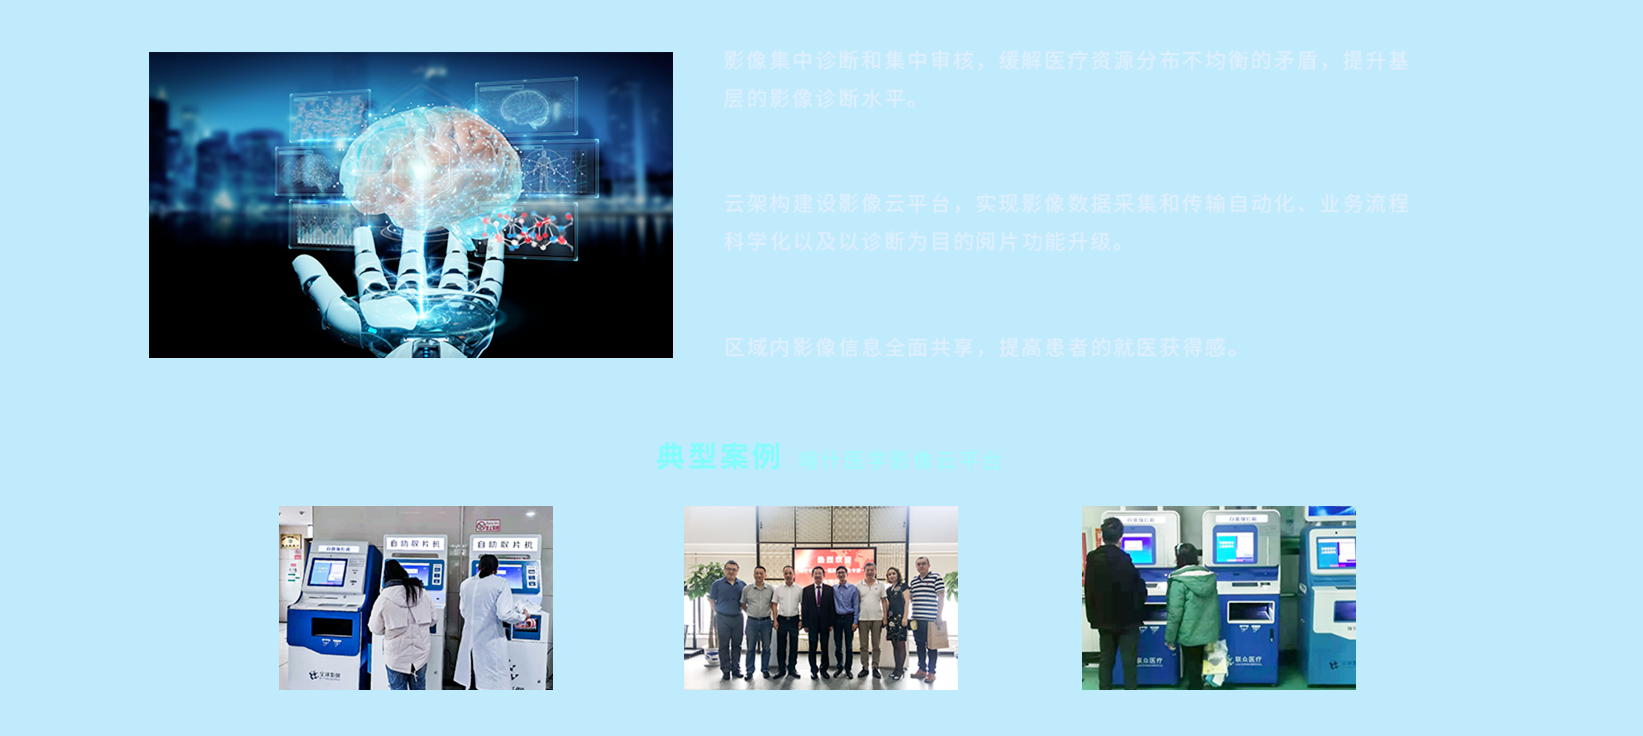 影像集中诊断和集中审核，缓解医疗资源分布不均衡的矛盾，提升基
层的影像诊断水平。
云架构建设影像云平台，实现影像数据采集和传输自动化、业务流程
科学化以及以诊断为目的阅片功能升级。
区域内影像信息全面共享，提高患者的就医获得感。
典型案例
自助取片机
自助取片机
联众医疗